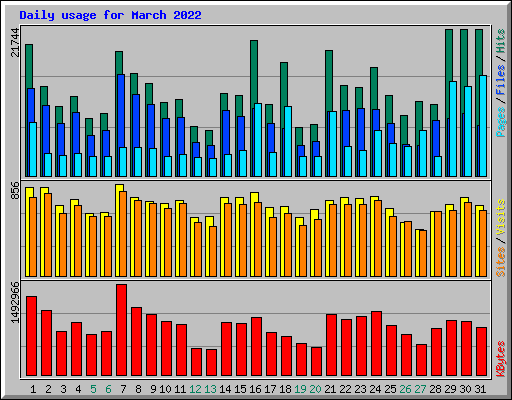 Daily usage for March 2022
21744
Pages/Files/Hits
856
Sites/Visits
1492966
KBytes
1 2 3 4 5 6 7 8 9 10 11 12 13 14 15 16 17 18 19 20 21 22 23 24 25 26 27 28 29 30 31